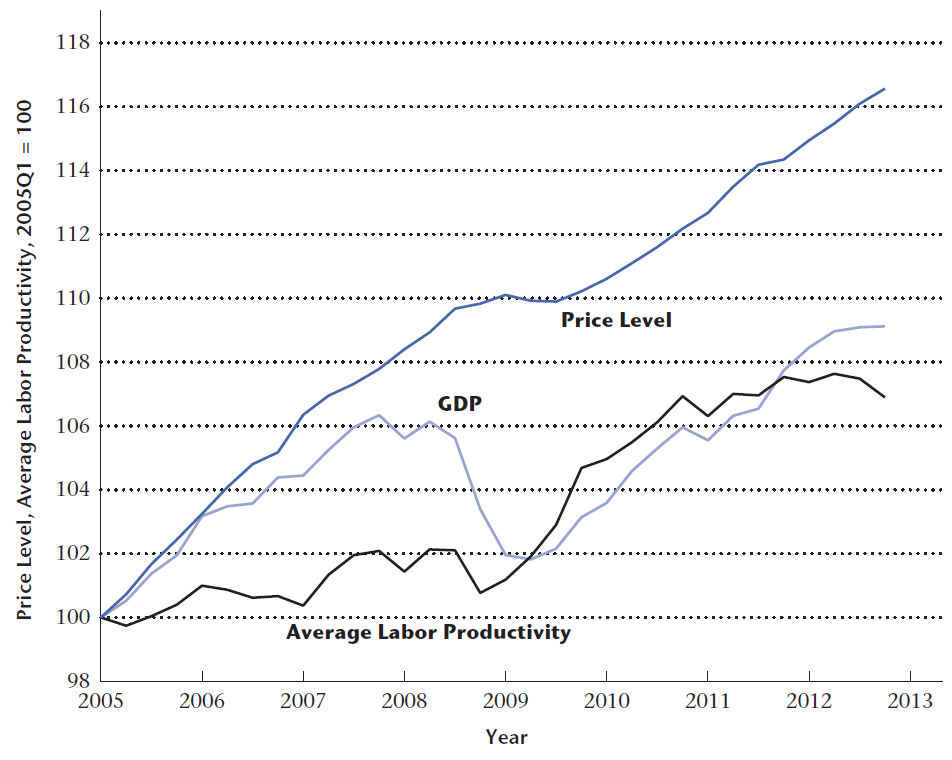 Price Level, Average Labor Productivity, 2005Q1 = 100
118
116
114
112
110
108
106
104
102
100
98
Price Level
GDP
Average Labor Productivity
2005 2006 2007 2008 2009 2010 2011 2012 2013
Year